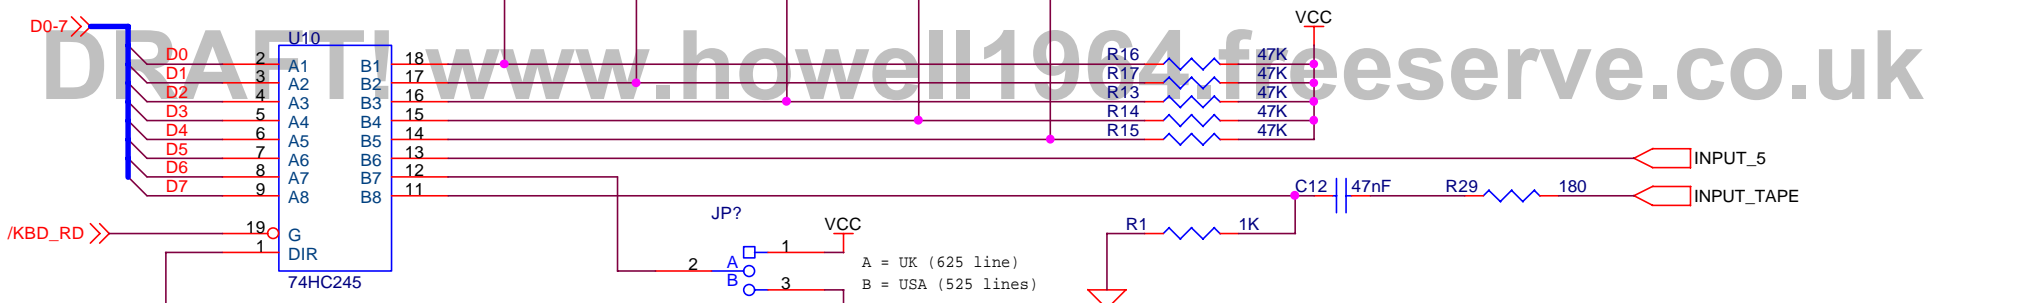 DRAFT! www.howell1964.freeserve.co.uk
D0-7
VCC
U10
D0 2 A1 B1 18 R16 47K
D1 3 A2 B2 17 R17 47K
D2 4 A3 B3 16 R13 47K
D3 5 A4 B4 15 R14 47K
D4 6 A5 B5 14 R15 47K
D5 7 A6 B6 13 INPUT_5
D6 8 A7 B7 12
D7 9 A8 B8 11 C12 47nF R29 180 INPUT_TAPE
JP? VCC R1 1K
/KBD_RD 19 G
1 DIR 1
2 A A = UK (625 line)
B 3 B = USA (525 lines)
74HC245